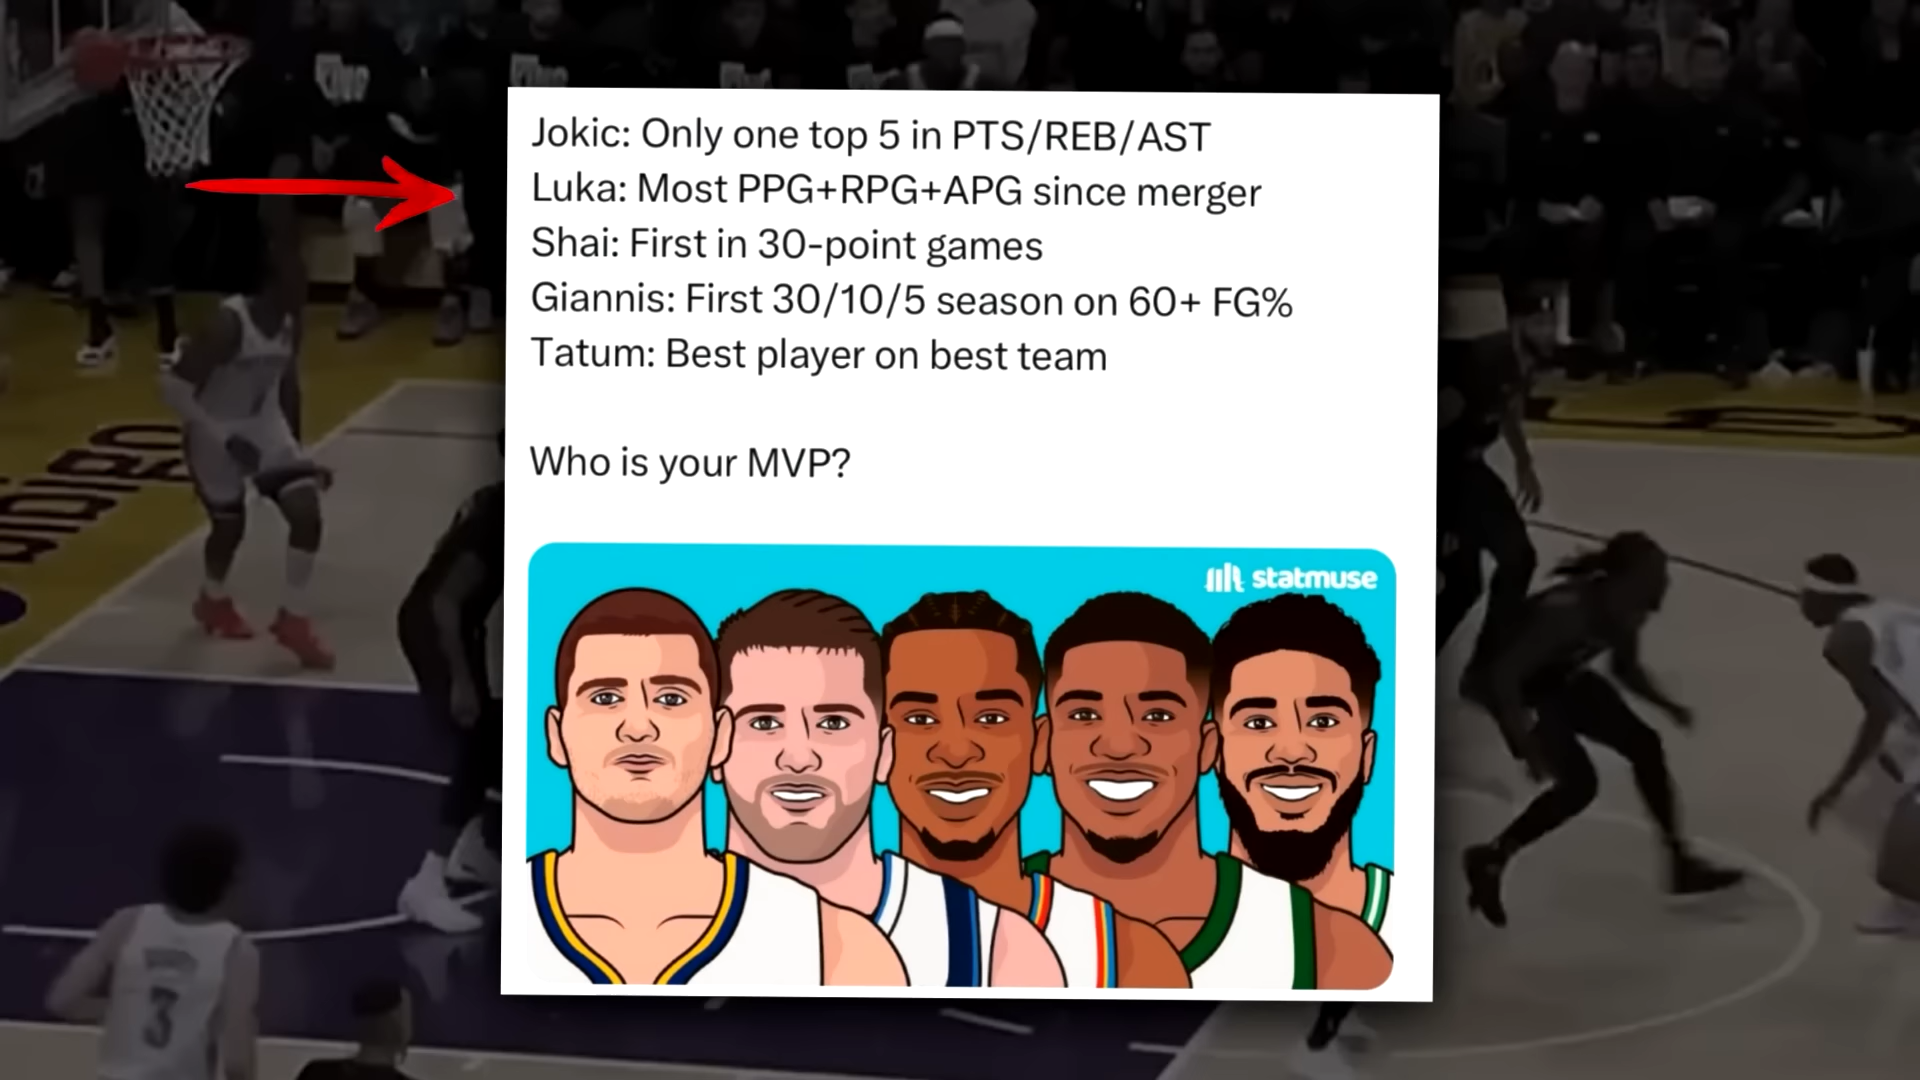 Jokic: Only one top 5 in PTS/REB/AST
Luka: Most PPG+RPG+APG since merger
Shai: First in 30-point games
Giannis: First 30/10/5 season on 60+ FG%
Tatum: Best player on best team
Who is your MVP?
statmuse
3